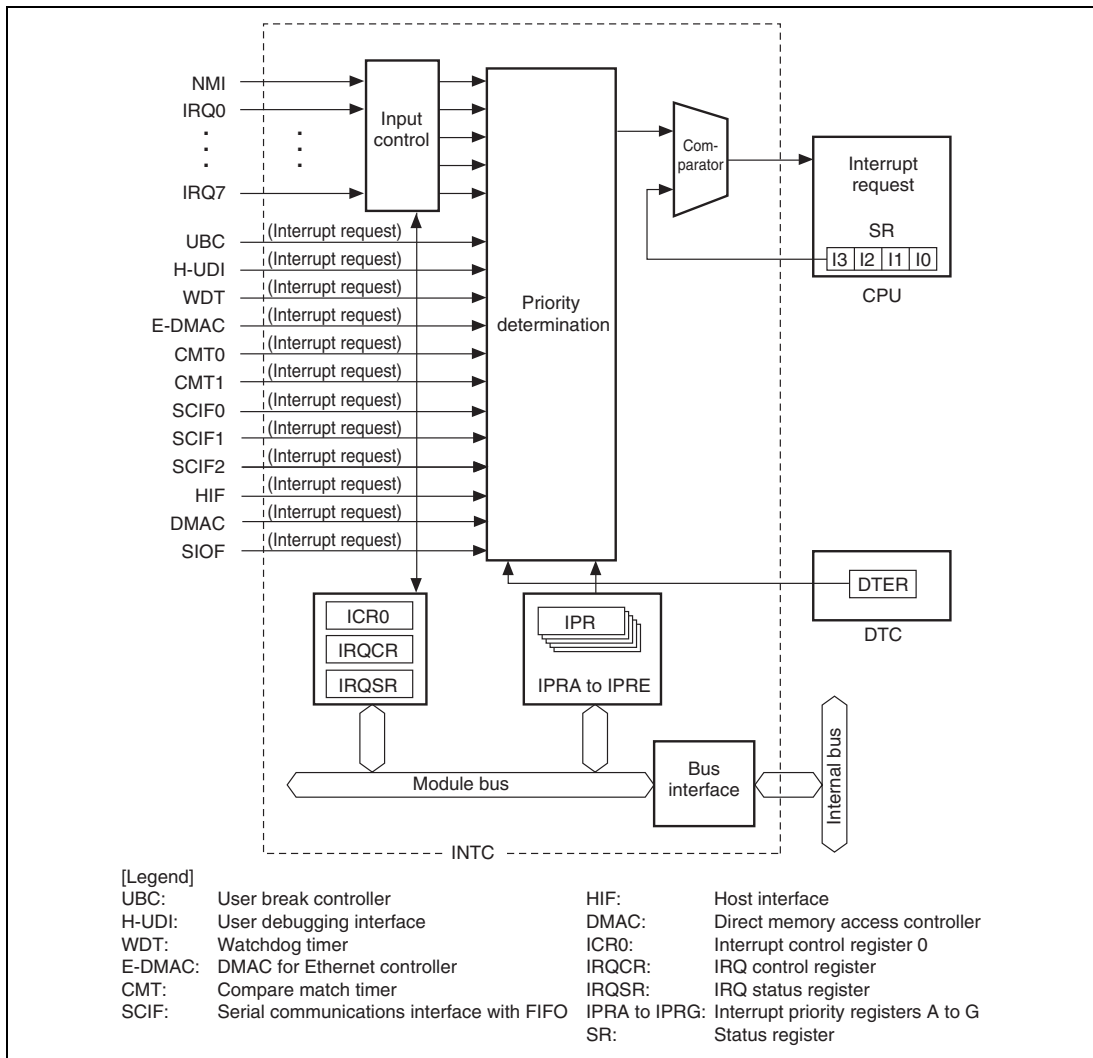 NMI
IRQ0
IRQ7
Input
control
UBC (Interrupt request)
H-UDI (Interrupt request)
WDT (Interrupt request)
E-DMAC (Interrupt request)
CMT0 (Interrupt request)
CMT1 (Interrupt request)
SCIF0 (Interrupt request)
SCIF1 (Interrupt request)
SCIF2 (Interrupt request)
HIF (Interrupt request)
DMAC (Interrupt request)
SIOF (Interrupt request)
Priority
determination
Com-
parator
Interrupt
request
SR
I3 I2 I1 I0
CPU
DTER
DTC
ICR0
IRQCR
IRQSR
IPR
IPRA to IPRE
Module bus
Bus
interface
Internal bus
INTC
[Legend]
UBC: User break controller
H-UDI: User debugging interface
WDT: Watchdog timer
E-DMAC: DMAC for Ethernet controller
CMT: Compare match timer
SCIF: Serial communications interface with FIFO
HIF: Host interface
DMAC: Direct memory access controller
ICR0: Interrupt control register 0
IRQCR: IRQ control register
IRQSR: IRQ status register
IPRA to IPRG: Interrupt priority registers A to G
SR: Status register